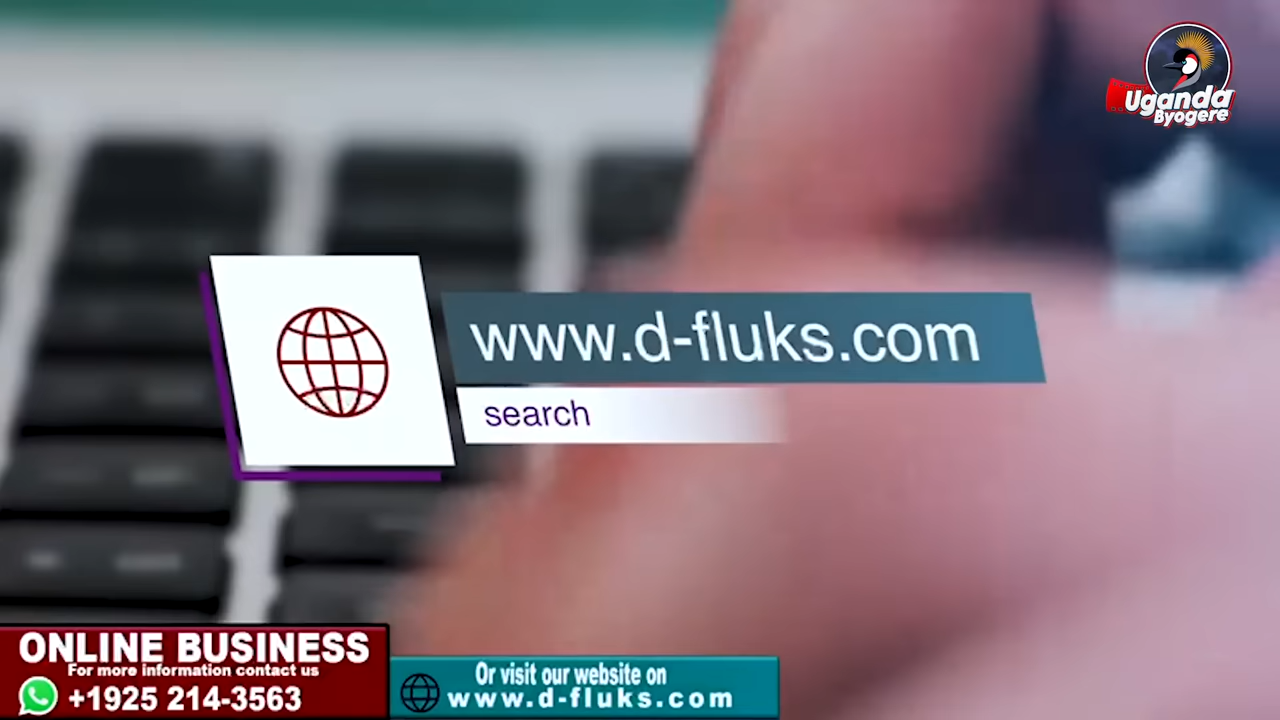 Uganda
Byogere
www.d-fluks.com
search
ONLINE BUSINESS
For more information contact us
+1925 214-3563
Or visit our website on
www.d-fluks.com